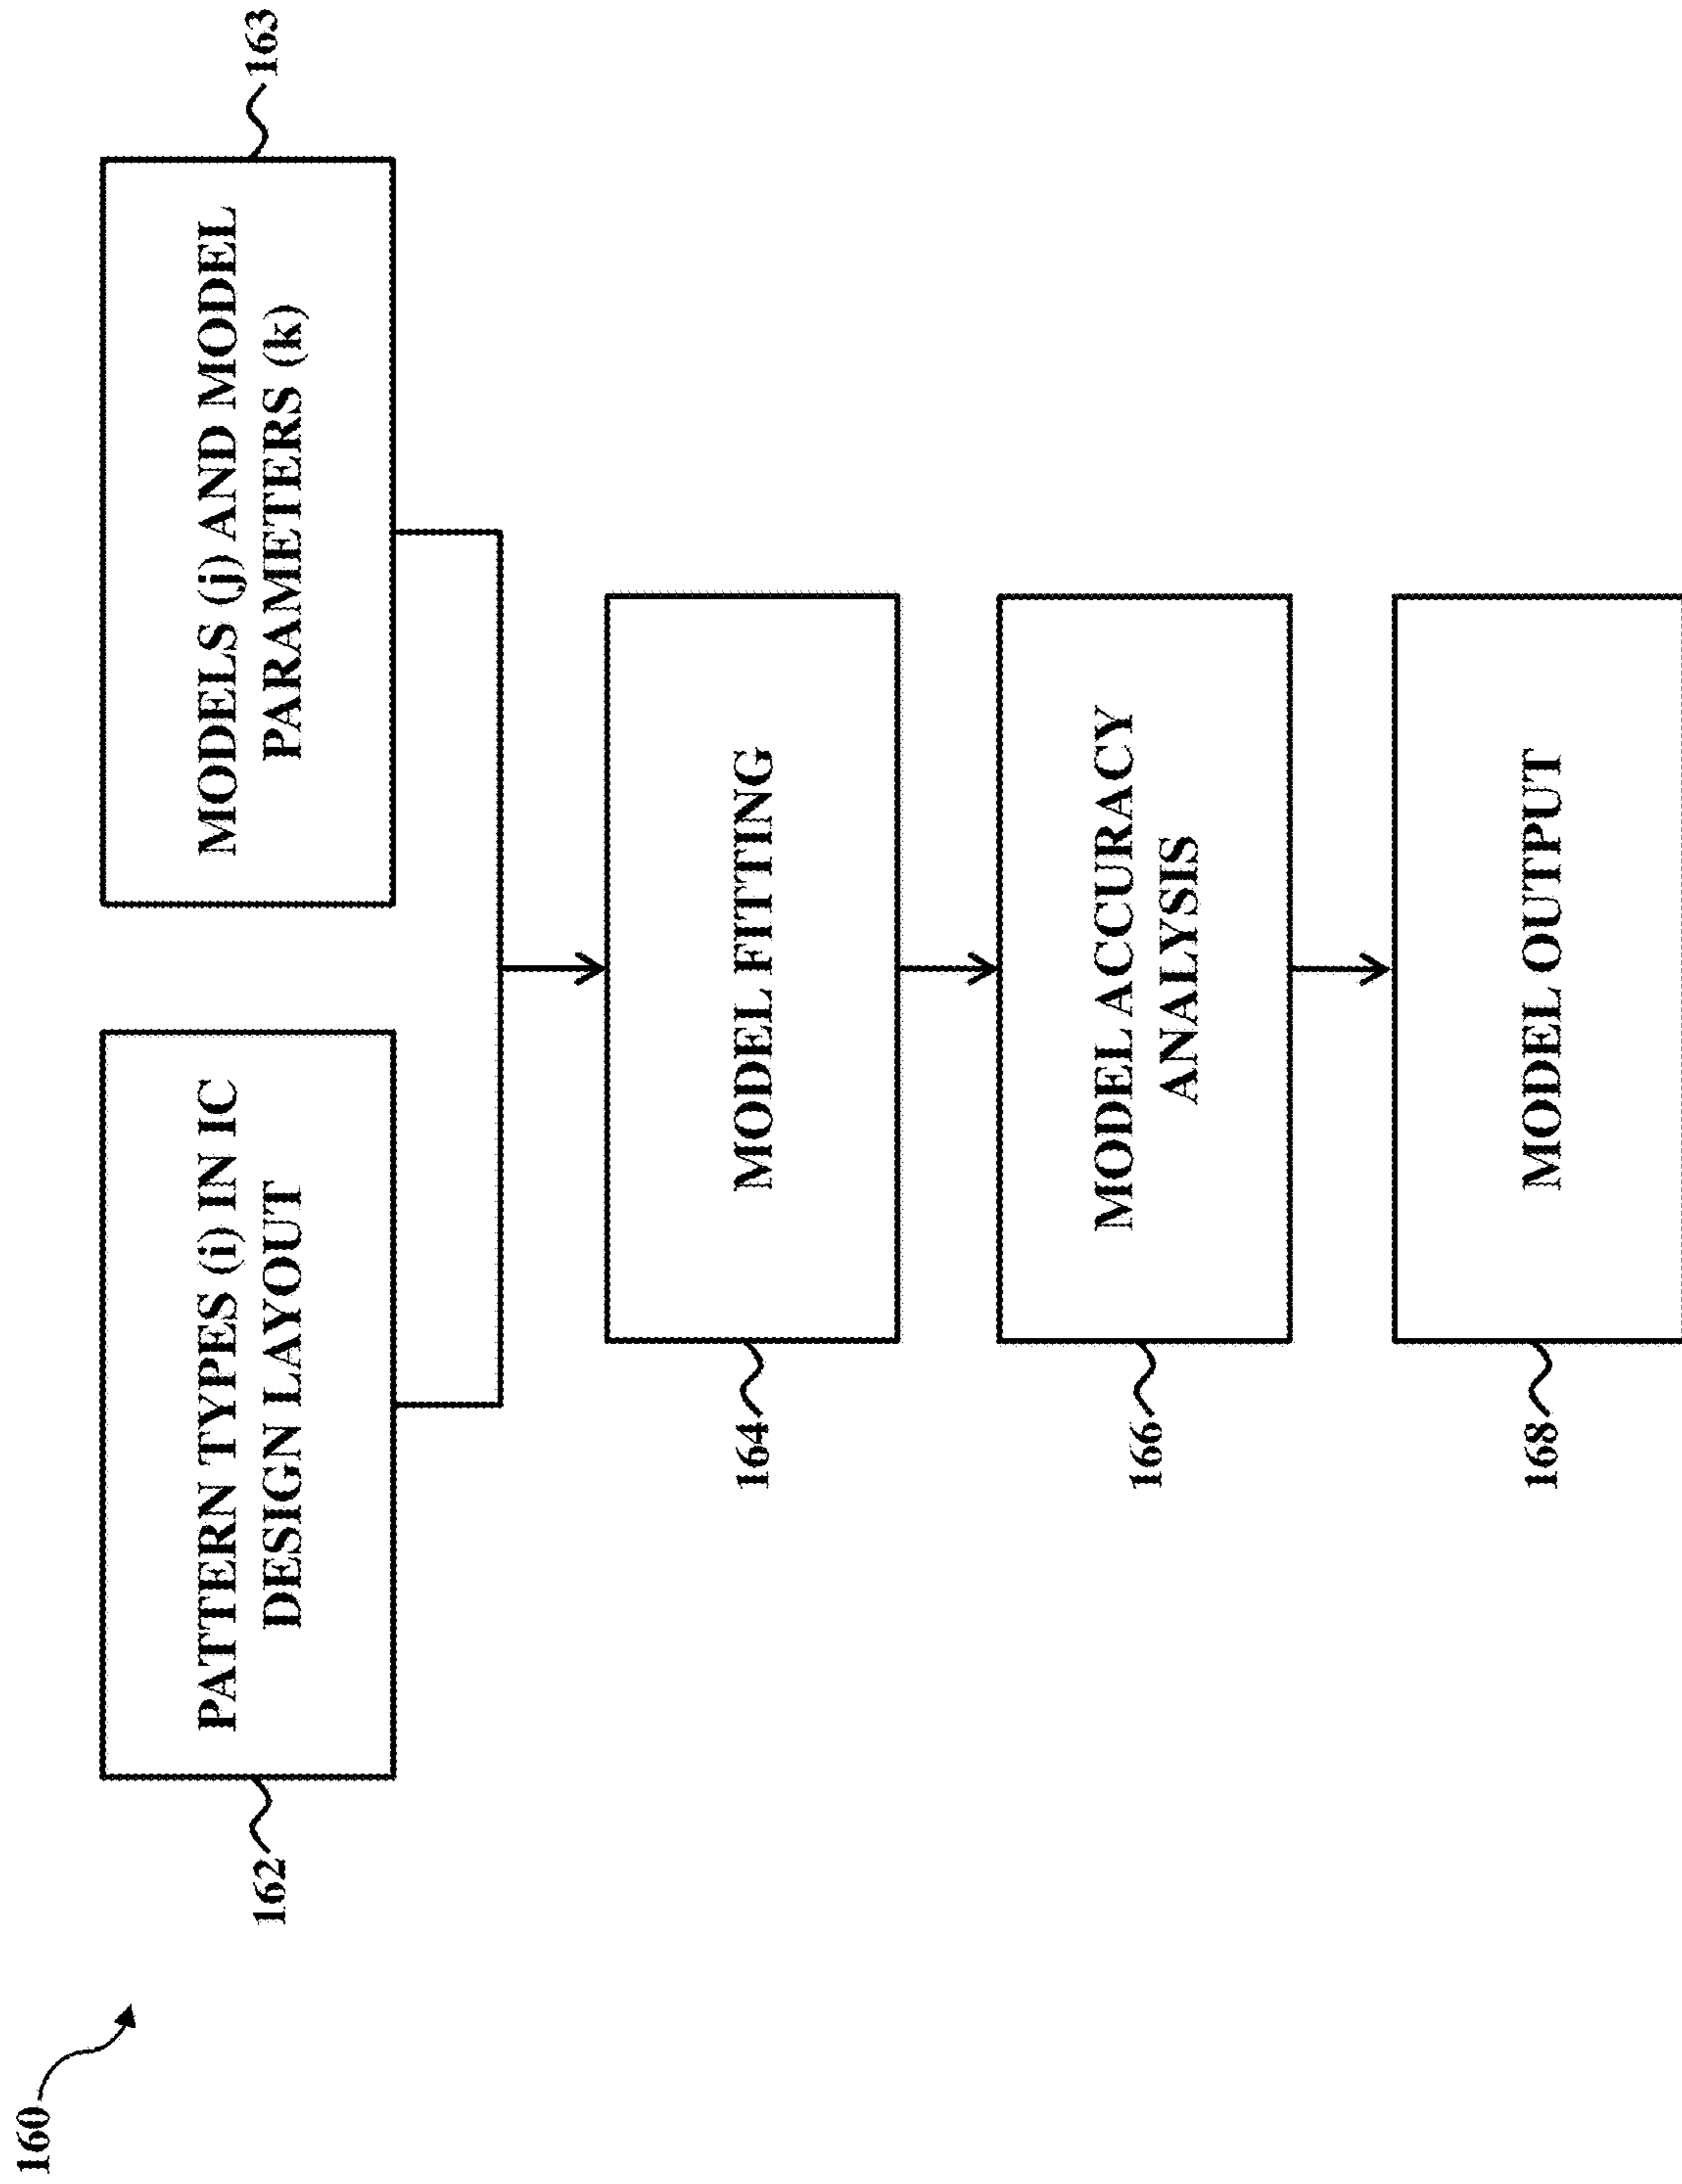 160
162
PATTERN TYPES (i) IN IC
DESIGN LAYOUT
MODELS (j) AND MODEL
PARAMETERS (k)
163
164
MODEL FITTING
166
MODEL ACCURACY
ANALYSIS
168
MODEL OUTPUT